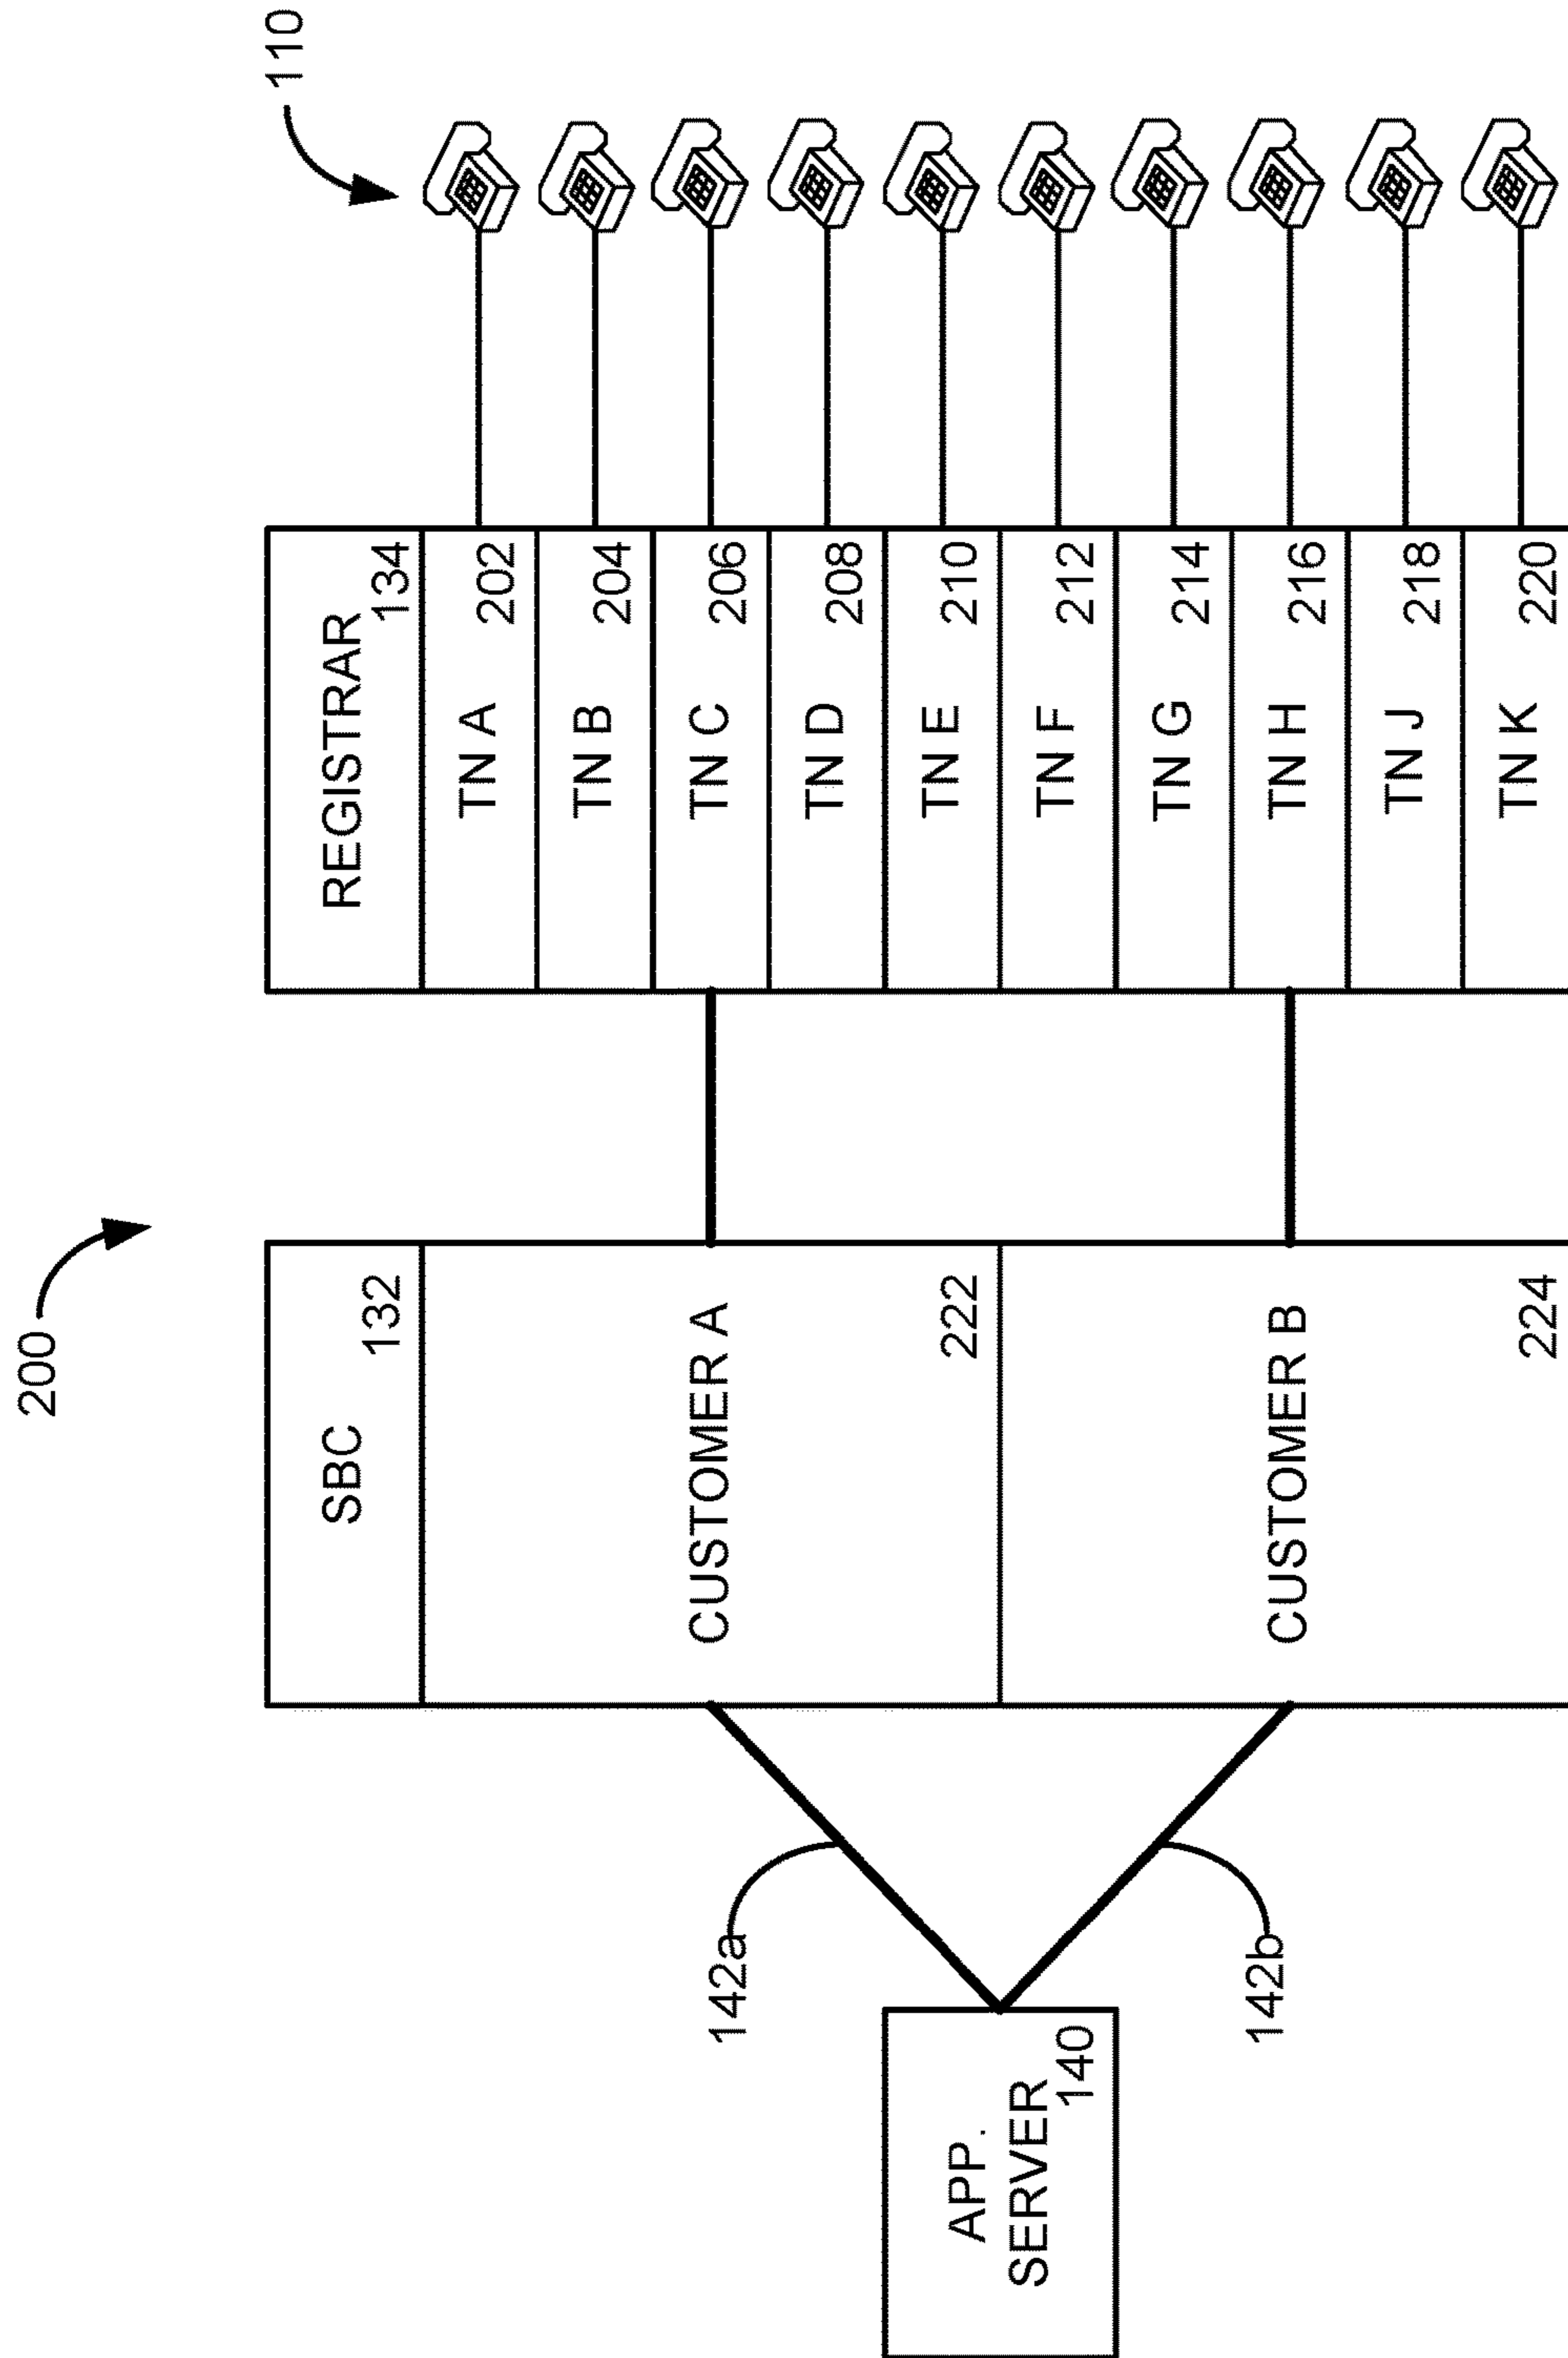 200
110
SBC
132
REGISTRAR
134
CUSTOMER A
222
CUSTOMER B
224
TN A 202
TN B 204
TN C 206
TN D 208
TN E 210
TN F 212
TN G 214
TN H 216
TN J 218
TN K 220
142a
142b
APP.
SERVER
140